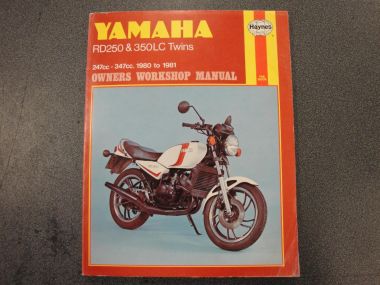 YAMAHA
Haynes
RD250 & 350LC Twins
247cc - 347cc. 1980 to 1981
OWNERS WORKSHOP MANUAL